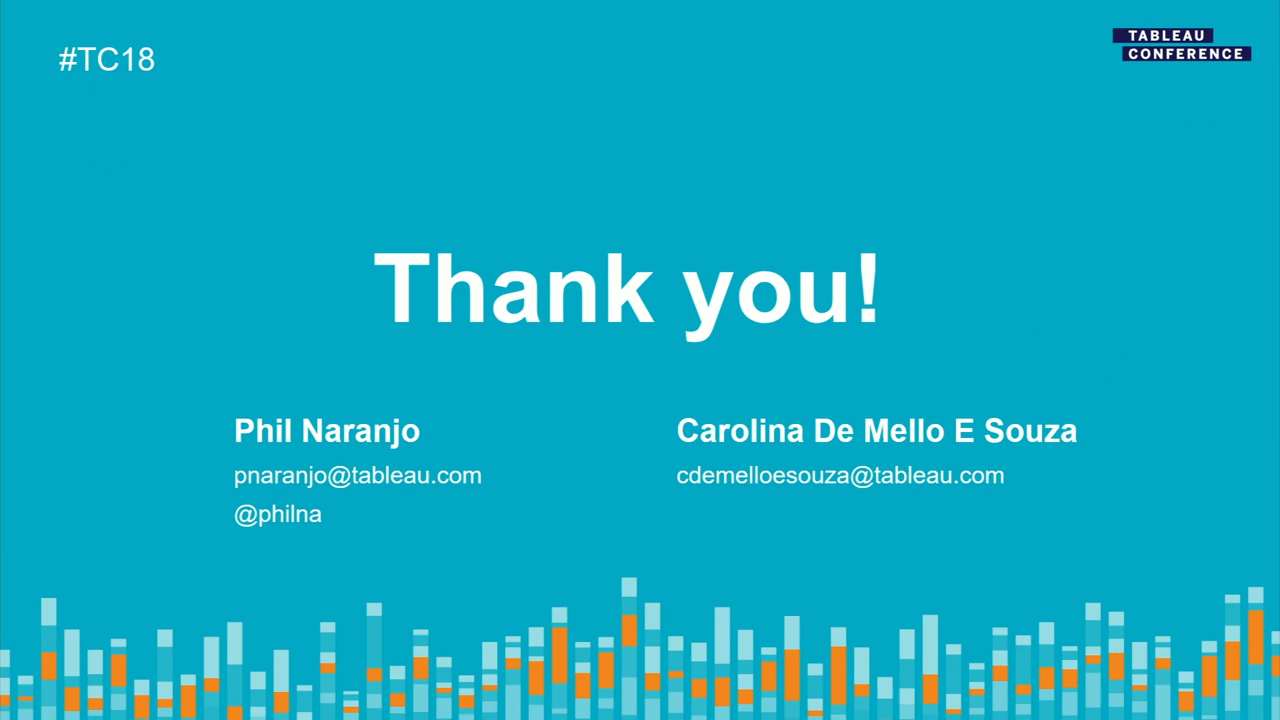 #TC18
TABLEAU
CONFERENCE
Thank you!
Phil Naranjo
pnaranjo@tableau.com
@philna
Carolina De Mello E Souza
cdemelloesouza@tableau.com